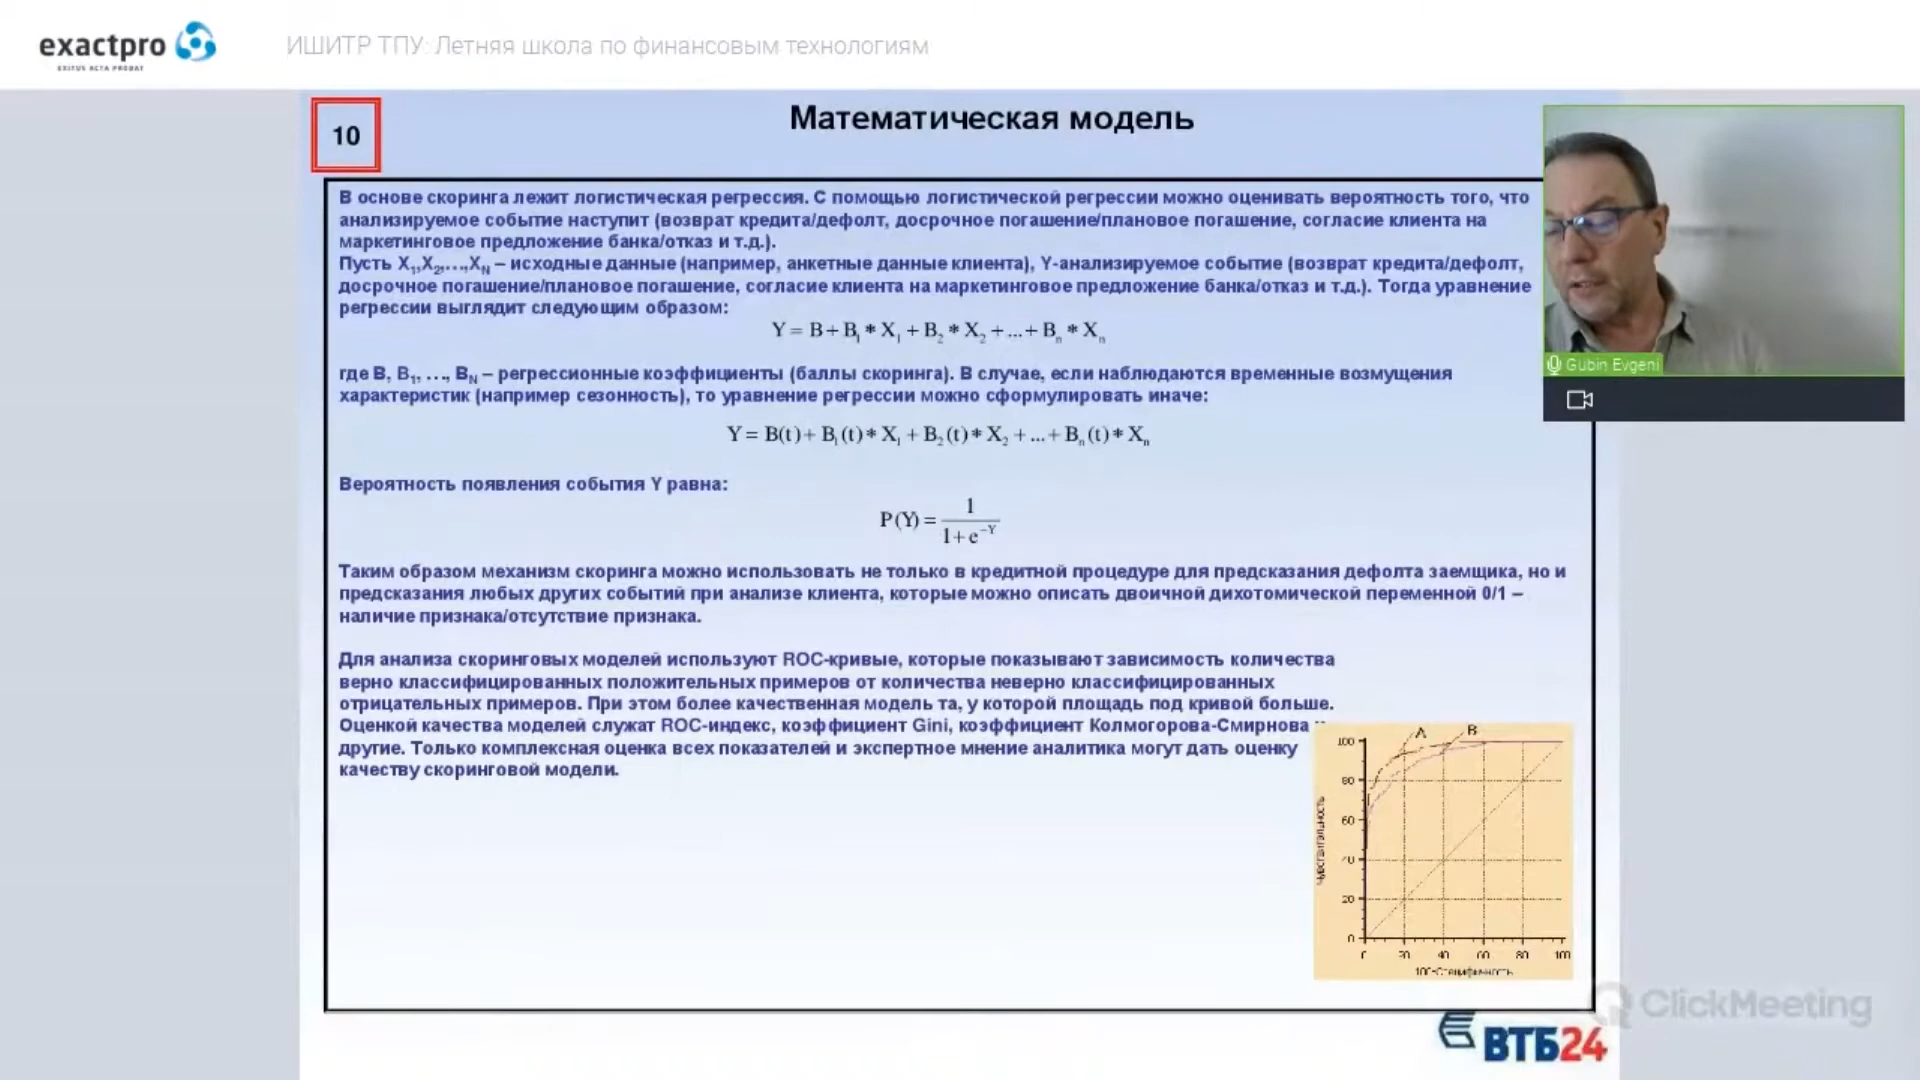 exactpro
EXITUS ACTA PROBAT
ИШИТР ТПУ: Летняя школа по финансовым технологиям
10
Математическая модель
В основе скоринга лежит логистическая регрессия. С помощью логистической регрессии можно оценивать вероятность того, что
анализируемое событие наступит (возврат кредита/дефолт, досрочное погашение/плановое погашение, согласие клиента на
маркетинговое предложение банка/отказ и т.д.).
Пусть X₁,X₂,...,X_N – исходные данные (например, анкетные данные клиента), Y-анализируемое событие (возврат кредита/дефолт,
досрочное погашение/плановое погашение, согласие клиента на маркетинговое предложение банка/отказ и т.д.). Тогда уравнение
регрессии выглядит следующим образом:
Y = B + B₁ * X₁ + B₂ * X₂ + ... + Bₙ * Xₙ
где B, B₁, ..., B_N – регрессионные коэффициенты (баллы скоринга). В случае, если наблюдаются временные возмущения
характеристик (например сезонность), то уравнение регрессии можно сформулировать иначе:
Y = B(t) + B₁(t) * X₁ + B₂(t) * X₂ + ... + Bₙ(t) * Xₙ
Вероятность появления события Y равна:
P(Y) = 1 / (1 + e^−Y)
Таким образом механизм скоринга можно использовать не только в кредитной процедуре для предсказания дефолта заемщика, но и
предсказания любых других событий при анализе клиента, которые можно описать двоичной дихотомической переменной 0/1 –
наличие признака/отсутствие признака.
Для анализа скоринговых моделей используют ROC-кривые, которые показывают зависимость количества
верно классифицированных положительных примеров от количества неверно классифицированных
отрицательных примеров. При этом более качественная модель та, у которой площадь под кривой больше.
Оценкой качества моделей служат ROC-индекс, коэффициент Gini, коэффициент Колмогорова-Смирнова
другие. Только комплексная оценка всех показателей и экспертное мнение аналитика могут дать оценку
качеству скоринговой модели.
Gubin Evgeni
A B
100
80
60
40
20
0
Чувствительность
20 40 60 80 100
100-Специфичность
ClickMeeting
ВТБ24